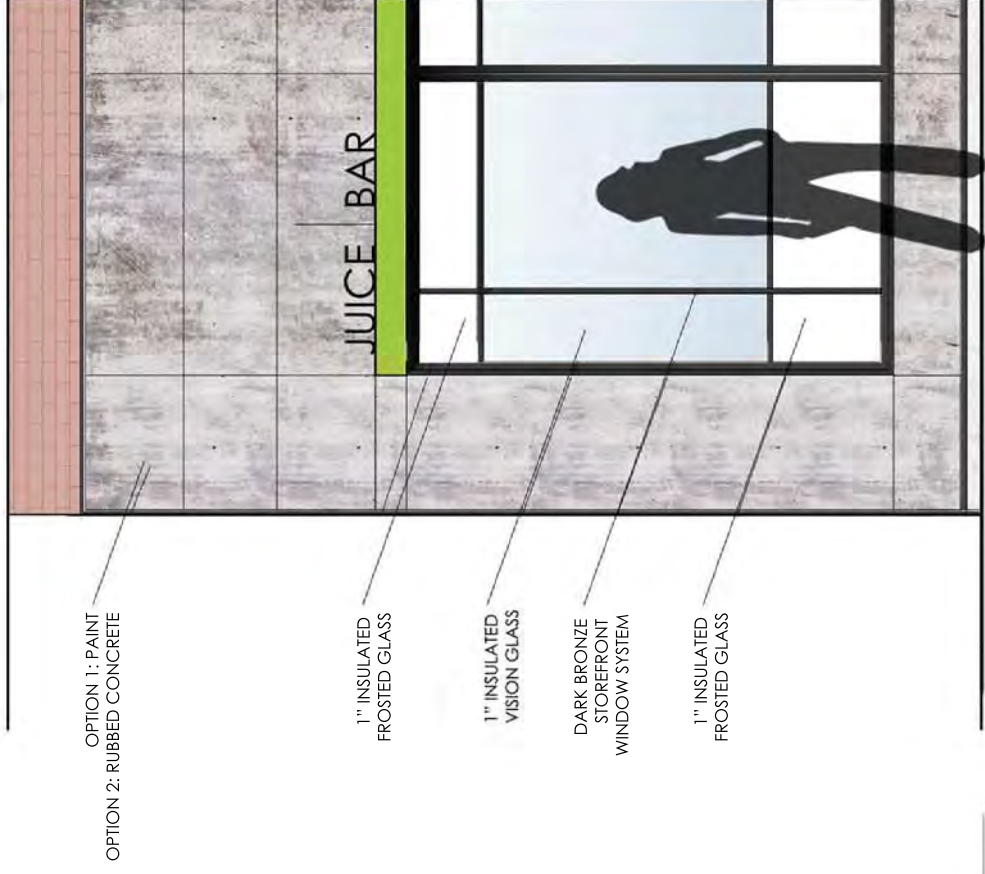 OPTION 1: PAINT
OPTION 2: RUBBED CONCRETE
JUICE | BAR
1" INSULATED
FROSTED GLASS
1" INSULATED
VISION GLASS
DARK BRONZE
STOREFRONT
WINDOW SYSTEM
1" INSULATED
FROSTED GLASS